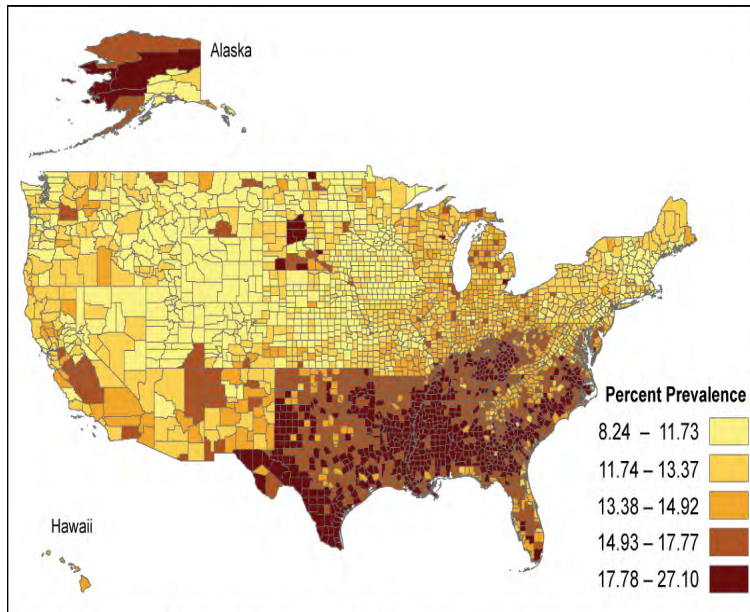 Alaska
Percent Prevalence
8.24 – 11.73
11.74 – 13.37
13.38 – 14.92
14.93 – 17.77
17.78 – 27.10
Hawaii